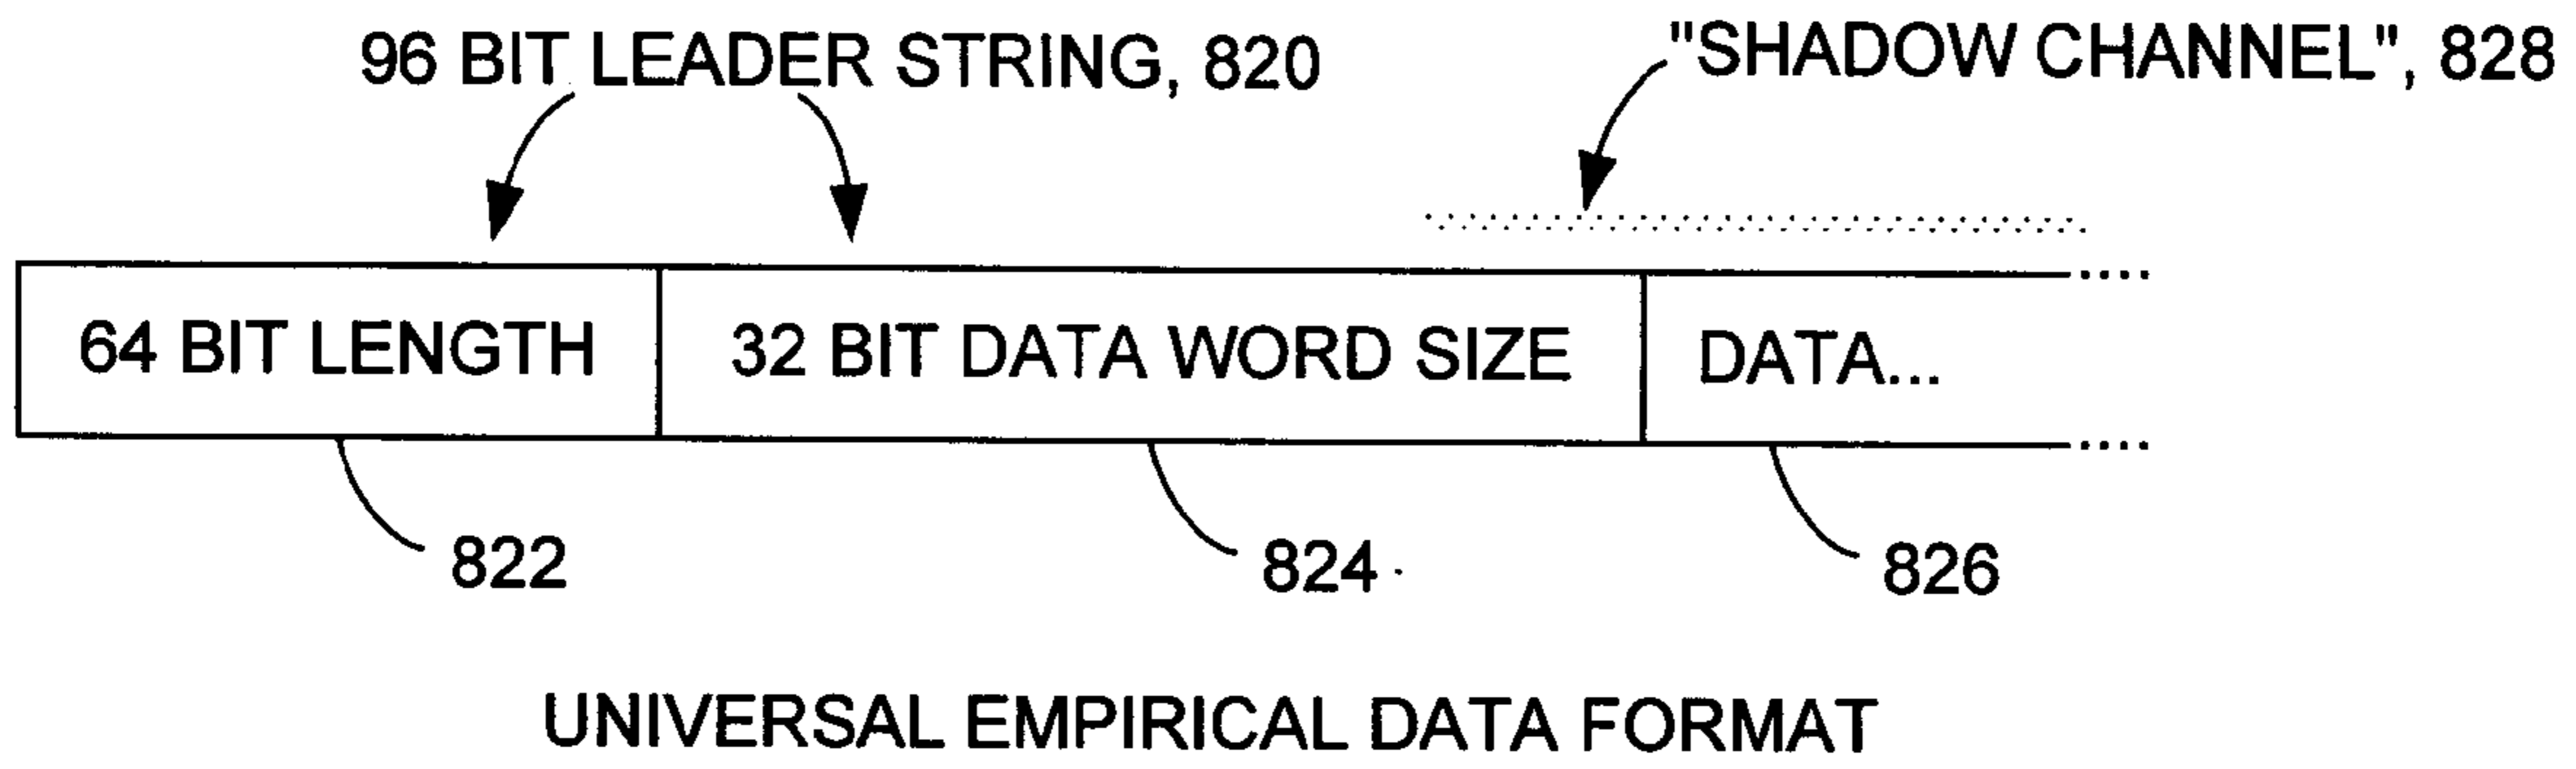 96 BIT LEADER STRING, 820
"SHADOW CHANNEL", 828
64 BIT LENGTH
32 BIT DATA WORD SIZE
DATA...
822
824
826
UNIVERSAL EMPIRICAL DATA FORMAT